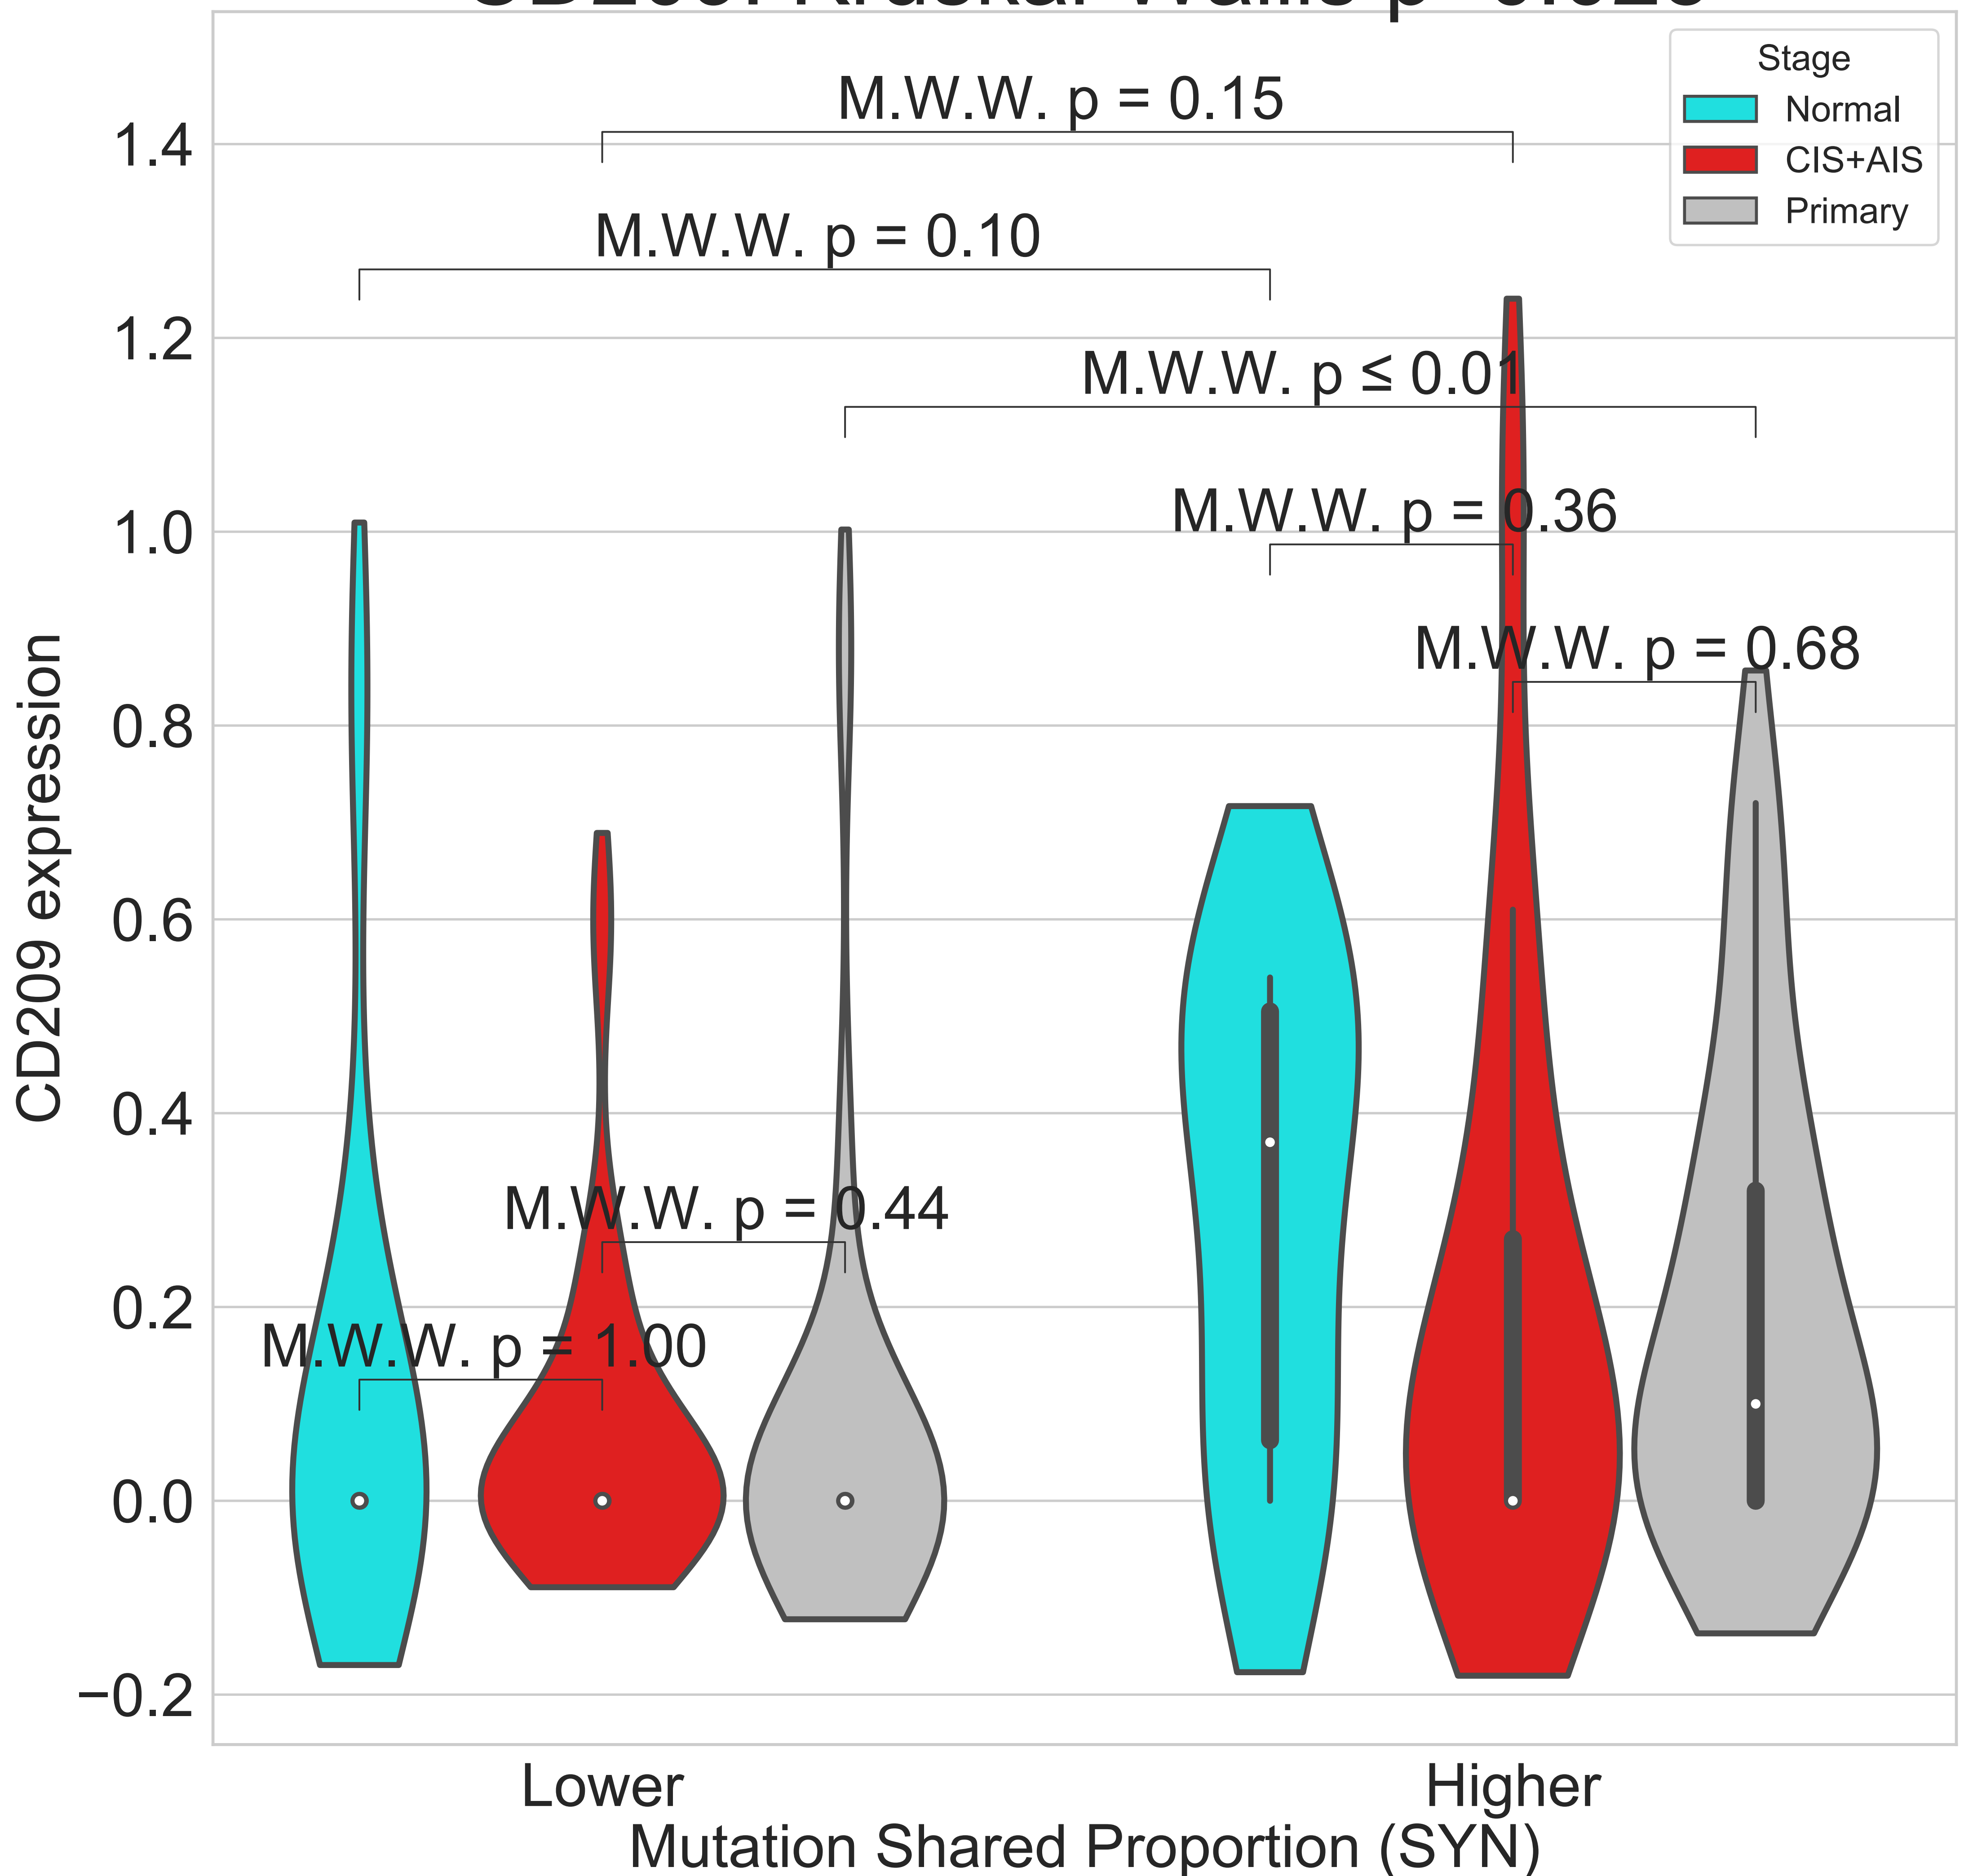 Stage
Normal
CIS+AIS
Primary
M.W.W. p = 0.15
M.W.W. p = 0.10
M.W.W. p ≤ 0.01
M.W.W. p = 0.36
M.W.W. p = 0.68
M.W.W. p = 0.44
M.W.W. p = 1.00
1.4
1.2
1.0
0.8
0.6
0.4
0.2
0.0
−0.2
CD209 expression
Lower
Higher
Mutation Shared Proportion (SYN)